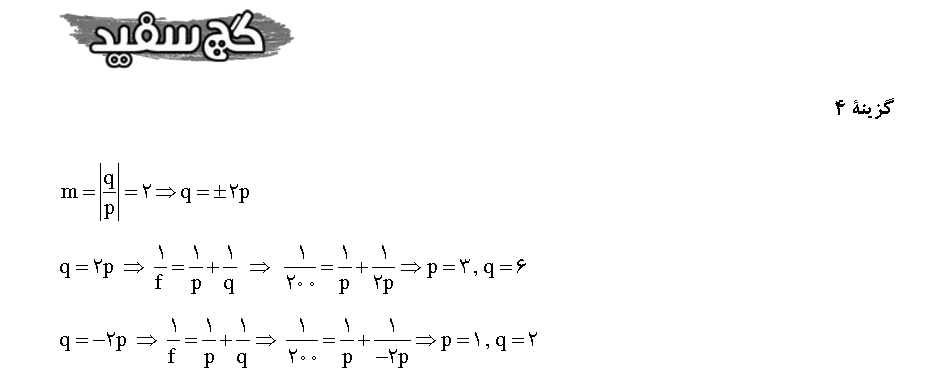 گچ سفید
گزینهٔ ۴
m = |q/p| = ۲ ⇒ q = ±۲p
q = ۲p ⇒ ۱/f = ۱/p + ۱/q ⇒ ۱/۲۰۰ = ۱/p + ۱/۲p ⇒ p = ۳, q = ۶
q = −۲p ⇒ ۱/f = ۱/p + ۱/q ⇒ ۱/۲۰۰ = ۱/p + ۱/−۲p ⇒ p = ۱, q = ۲